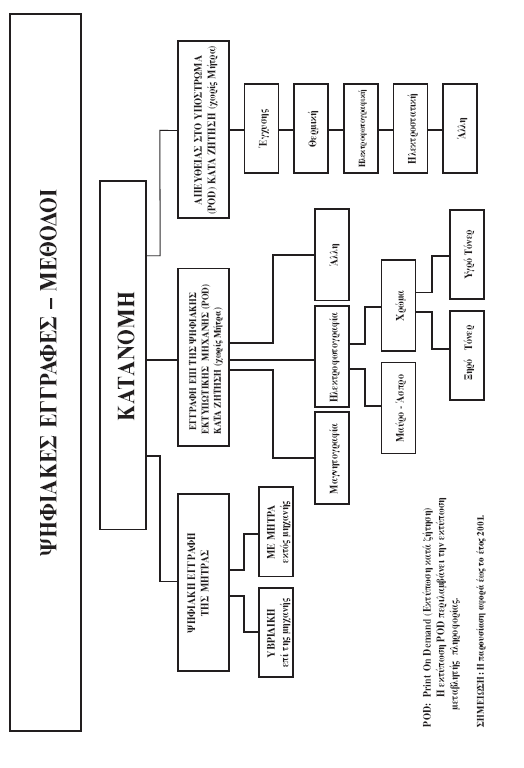 ΨΗΦΙΑΚΕΣ ΕΓΓΡΑΦΕΣ – ΜΕΘΟΔΟΙ
ΚΑΤΑΝΟΜΗ
ΨΗΦΙΑΚΗ ΕΓΓΡΑΦΗ
ΤΗΣ ΜΗΤΡΑΣ
ΥΒΡΙΔΙΚΗ
επί της μηχανής
ΜΕ ΜΗΤΡΑ
εκτός μηχανής
ΕΓΓΡΑΦΗ ΕΠΙ ΤΗΣ ΨΗΦΙΑΚΗΣ
ΕΚΤΥΠΩΤΙΚΗΣ ΜΗΧΑΝΗΣ (POD)
ΚΑΤΑ ΖΗΤΗΣΗ (χωρίς Μήτρα)
Μαγνητογραφία
Ηλεκτροφωτογραφία
Άλλη
Μαύρο - Άσπρο
Χρώμα
Ξηρό Τόνερ
Υγρό Τόνερ
ΑΠΕΥΘΕΙΑΣ ΣΤΟ ΥΠΟΣΤΡΩΜΑ
(POD) ΚΑΤΑ ΖΗΤΗΣΗ (χωρίς Μήτρα)
Έγχυσης
Θερμική
Ηλεκτροφωτογραφική
Ηλεκτροστατική
Άλλη
POD: Print On Demand (Εκτύπωση κατά ζήτηση)
Η εκτύπωση POD περιλαμβάνει την εκτύπωση
μεταβλητής πληροφορίας.
ΣΗΜΕΙΩΣΗ: Η παρουσίαση αφορά έως το έτος 2001.